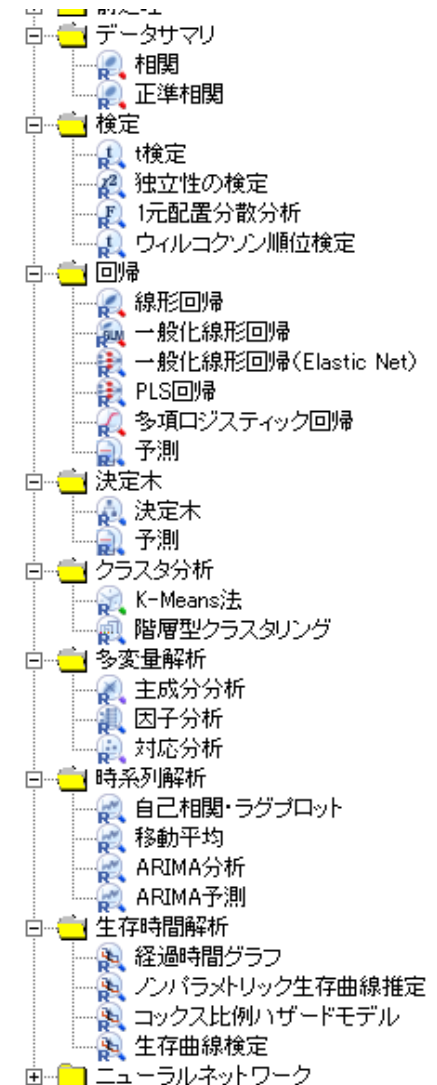 データサマリ
相関
正準相関
検定
t検定
独立性の検定
1元配置分散分析
ウィルコクソン順位検定
回帰
線形回帰
一般化線形回帰
一般化線形回帰(Elastic Net)
PLS回帰
多項ロジスティック回帰
予測
決定木
決定木
予測
クラスタ分析
K-Means法
階層型クラスタリング
多変量解析
主成分分析
因子分析
対応分析
時系列解析
自己相関・ラグプロット
移動平均
ARIMA分析
ARIMA予測
生存時間解析
経過時間グラフ
ノンパラメトリック生存曲線推定
コックス比例ハザードモデル
生存曲線検定
ニューラルネットワーク